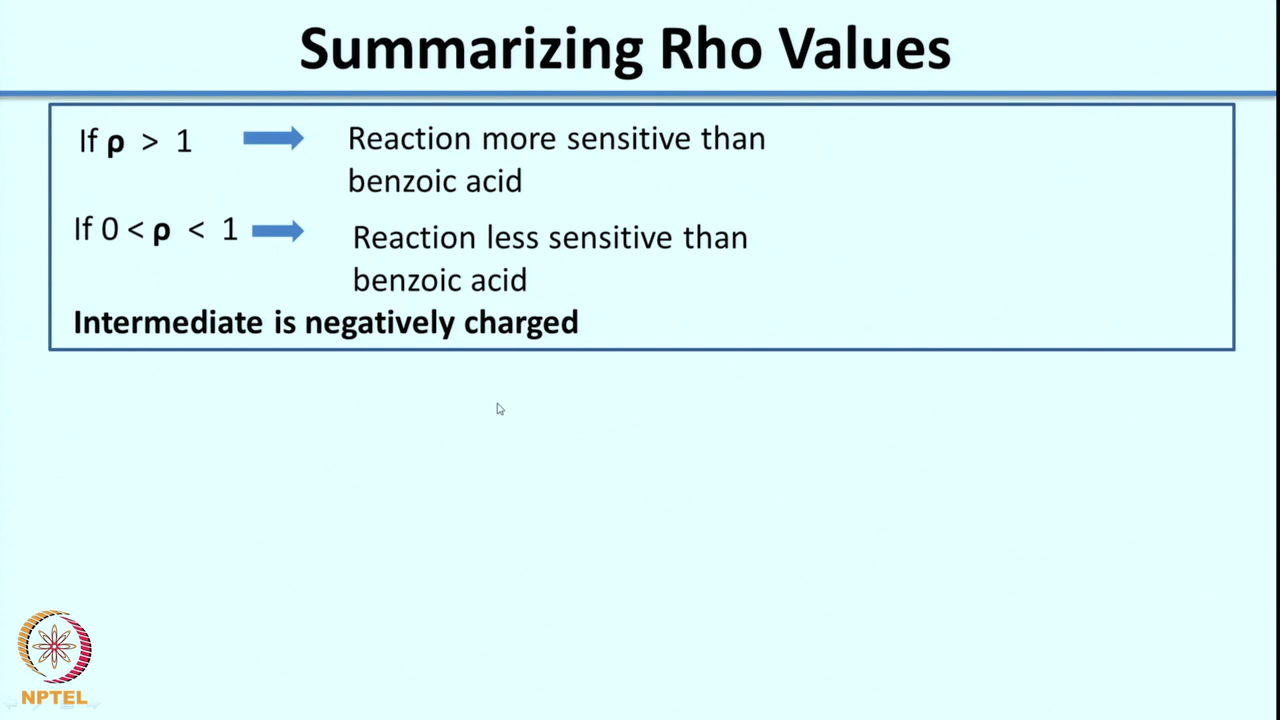 Summarizing Rho Values
If ρ > 1
Reaction more sensitive than
benzoic acid
If 0 < ρ < 1
Reaction less sensitive than
benzoic acid
Intermediate is negatively charged
NPTEL